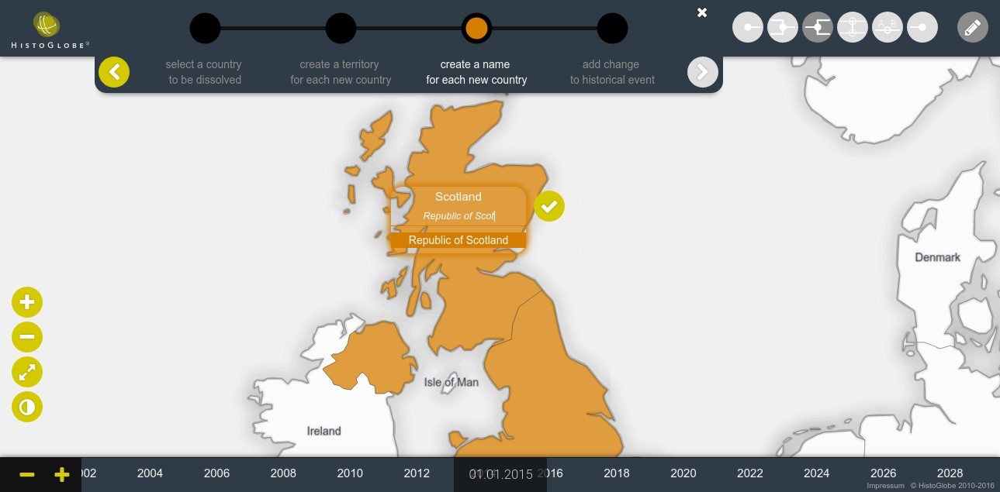 HISTOGLOBE³
select a country
to be dissolved
create a territory
for each new country
create a name
for each new country
add change
to historical event
A B
Scotland
Republic of Scot
Republic of Scotland
Denmark
Isle of Man
Ireland
002 2004 2006 2008 2010 2012 01.01.2015 2016 2018 2020 2022 2024 2026 2028
Impressum © HistoGlobe 2010-2016